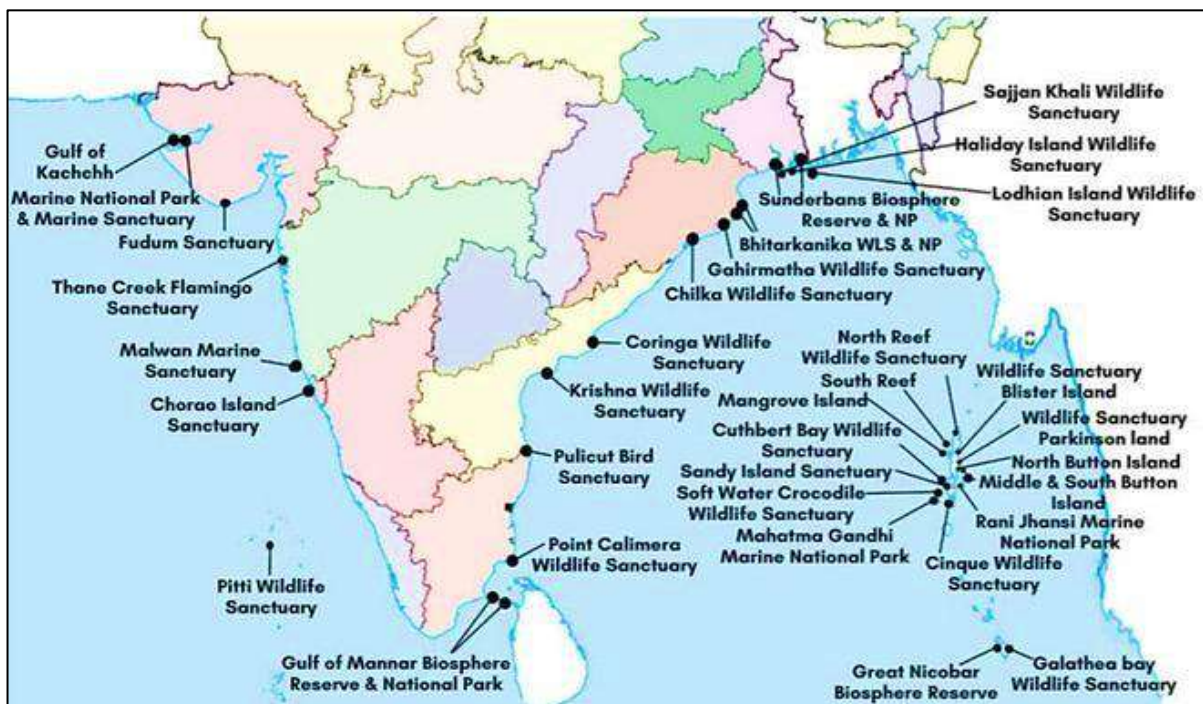 Gulf of
Kachchh
Marine National Park
& Marine Sanctuary
Fudum Sanctuary
Thane Creek Flamingo
Sanctuary
Malwan Marine
Sanctuary
Chorao Island
Sanctuary
Pitti Wildlife
Sanctuary
Gulf of Mannar Biosphere
Reserve & National Park
Point Calimera
Wildlife Sanctuary
Pulicut Bird
Sanctuary
Krishna Wildlife
Sanctuary
Coringa Wildlife
Sanctuary
Chilka Wildlife Sanctuary
Gahirmatha Wildlife Sanctuary
Bhitarkanika WLS & NP
Sunderbans Biosphere
Reserve & NP
Sajjan Khali Wildlife
Sanctuary
Haliday Island Wildlife
Sanctuary
Lodhian Island Wildlife
Sanctuary
North Reef
Wildlife Sanctuary
South Reef
Mangrove Island
Cuthbert Bay Wildlife
Sanctuary
Sandy Island Sanctuary
Soft Water Crocodile
Wildlife Sanctuary
Mahatma Gandhi
Marine National Park
Wildlife Sanctuary
Blister Island
Wildlife Sanctuary
Parkinson land
North Button Island
Middle & South Button
Island
Rani Jhansi Marine
National Park
Cinque Wildlife
Sanctuary
Great Nicobar
Biosphere Reserve
Galathea bay
Wildlife Sanctuary